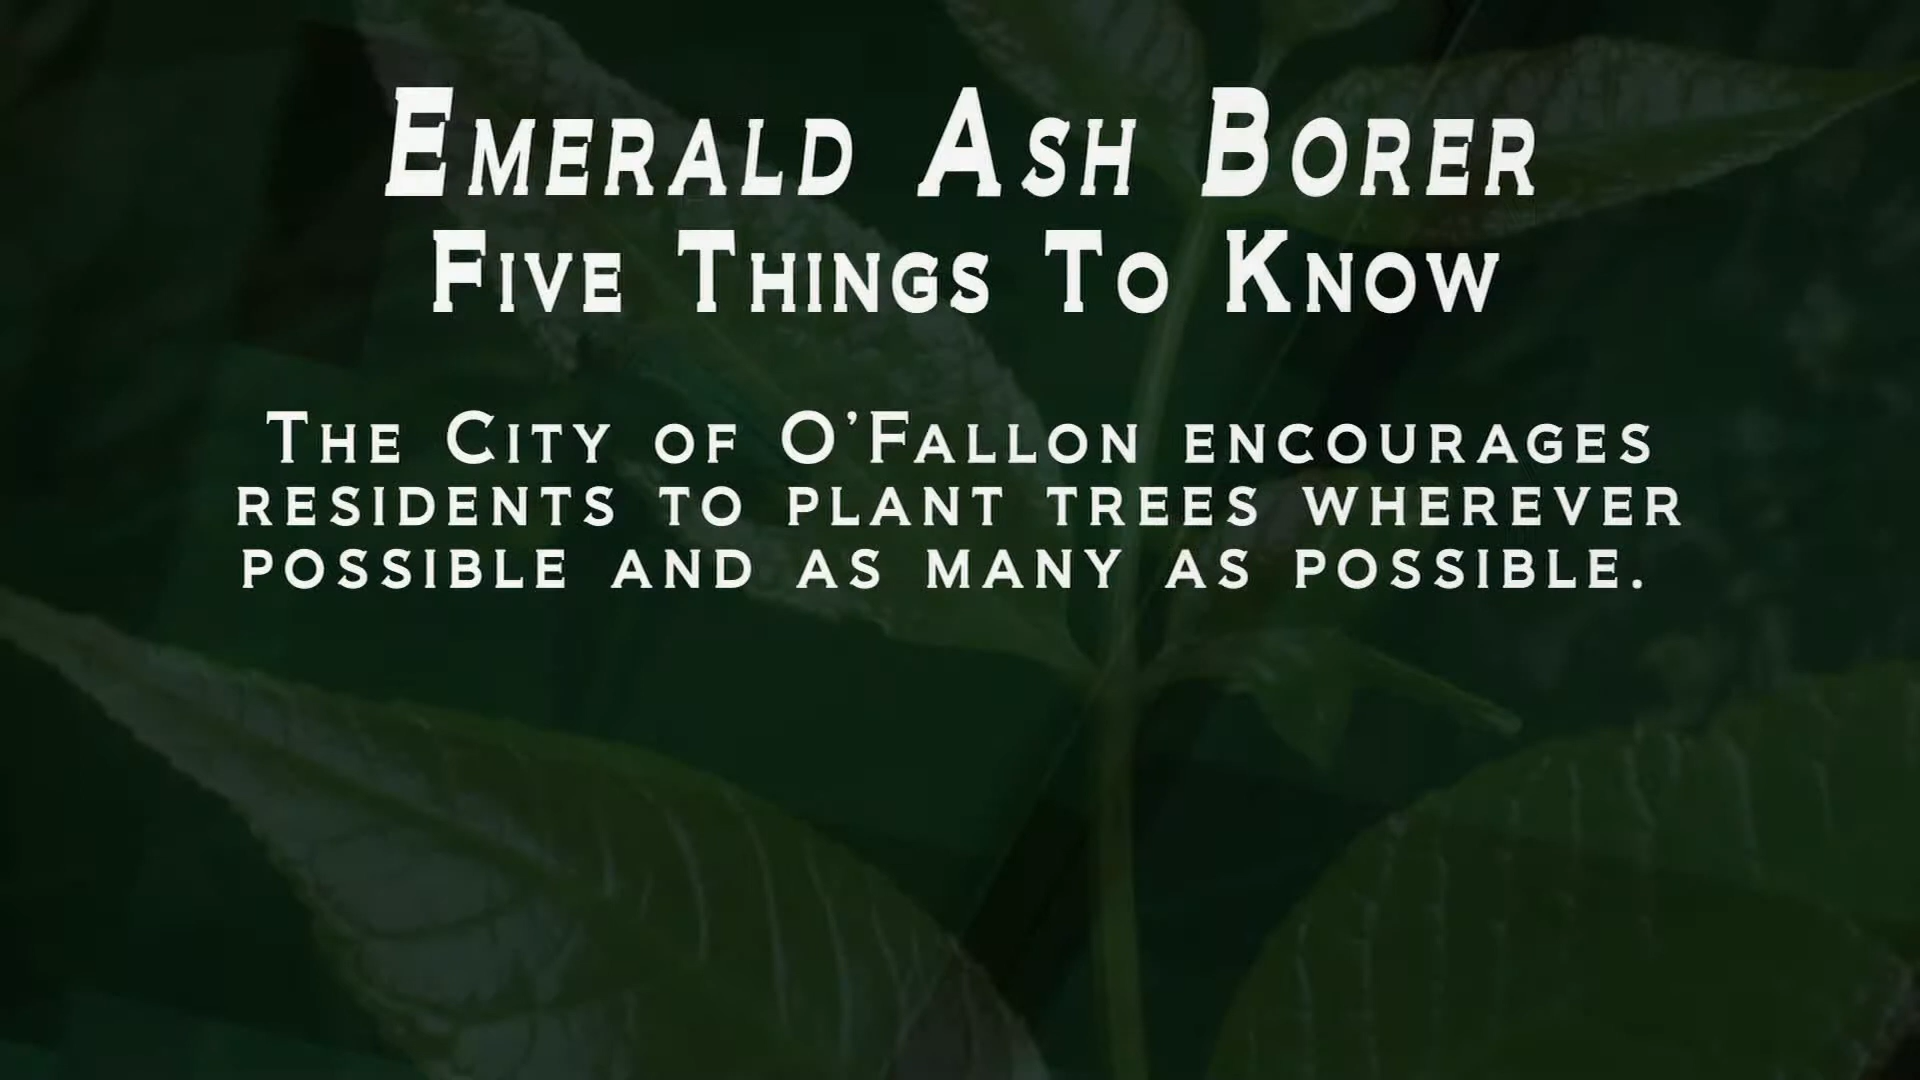 Emerald Ash Borer
Five Things To Know
The City of O'Fallon encourages
residents to plant trees wherever
possible and as many as possible.